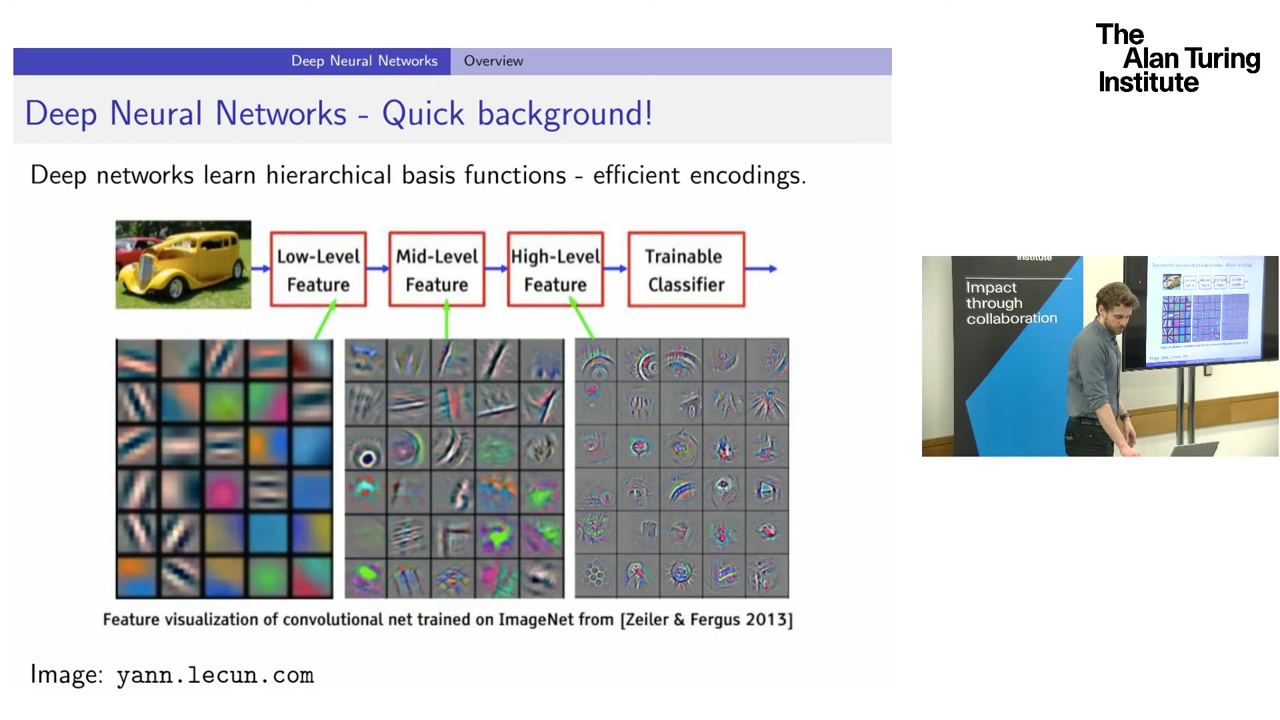 The
Alan Turing
Institute
Deep Neural Networks
Overview
Deep Neural Networks - Quick background!
Deep networks learn hierarchical basis functions - efficient encodings.
Low-Level
Feature
Mid-Level
Feature
High-Level
Feature
Trainable
Classifier
Feature visualization of convolutional net trained on ImageNet from [Zeiler & Fergus 2013]
Image: yann.lecun.com
Institute
Impact
through
collaboration